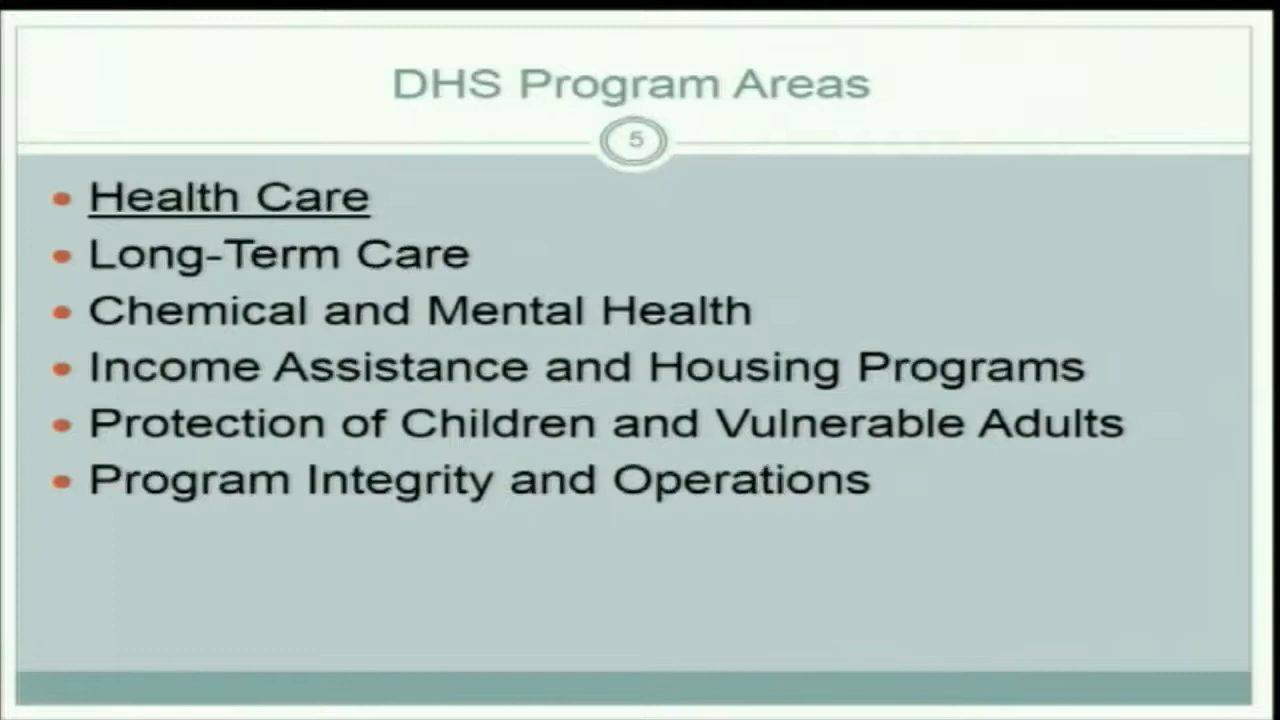 DHS Program Areas
5
Health Care
Long-Term Care
Chemical and Mental Health
Income Assistance and Housing Programs
Protection of Children and Vulnerable Adults
Program Integrity and Operations